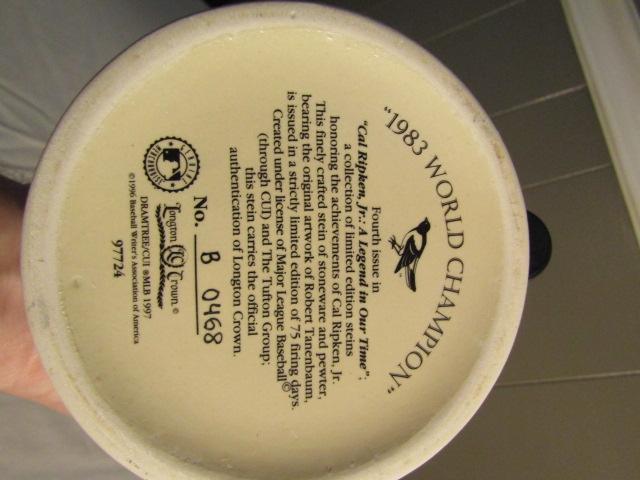 "1983 WORLD CHAMPION":
Fourth issue in
"Cal Ripken, Jr.: A Legend in Our Time";
a collection of limited edition steins
honoring the achievements of Cal Ripken, Jr.
This finely crafted stein of stoneware and pewter,
bearing the original artwork of Robert Tanenbaum,
is issued in a strictly limited edition of 75 firing days.
Created under license of Major League Baseball©
(through CUI) and The Tufton Group;
this stein carries the official
authentication of Longton Crown.
No. B 0468
Longton Crown ©
DRAMTREE/CUI ®MLB 1997
©1996 Baseball Writer's Association of America
97724